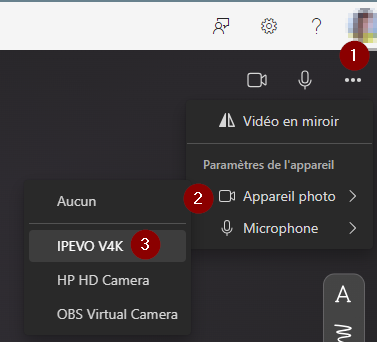 ?
1
...
Vidéo en miroir
Paramètres de l'appareil
2 Appareil photo >
Microphone >
Aucun
IPEVO V4K 3
HP HD Camera
OBS Virtual Camera
A